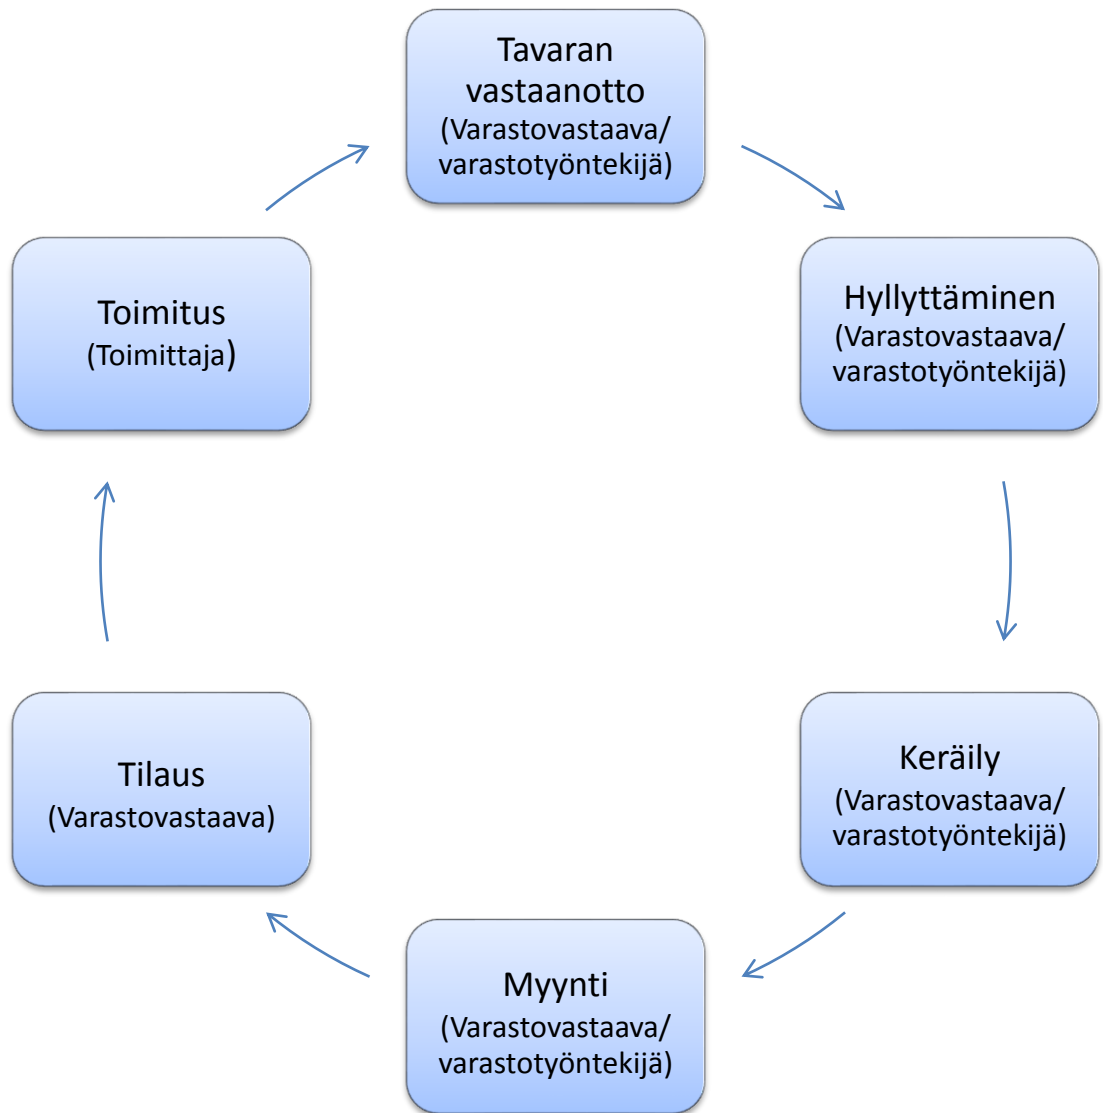 Tavaran
vastaanotto
(Varastovastaava/
varastotyöntekijä)
Hyllyttäminen
(Varastovastaava/
varastotyöntekijä)
Keräily
(Varastovastaava/
varastotyöntekijä)
Myynti
(Varastovastaava/
varastotyöntekijä)
Tilaus
(Varastovastaava)
Toimitus
(Toimittaja)